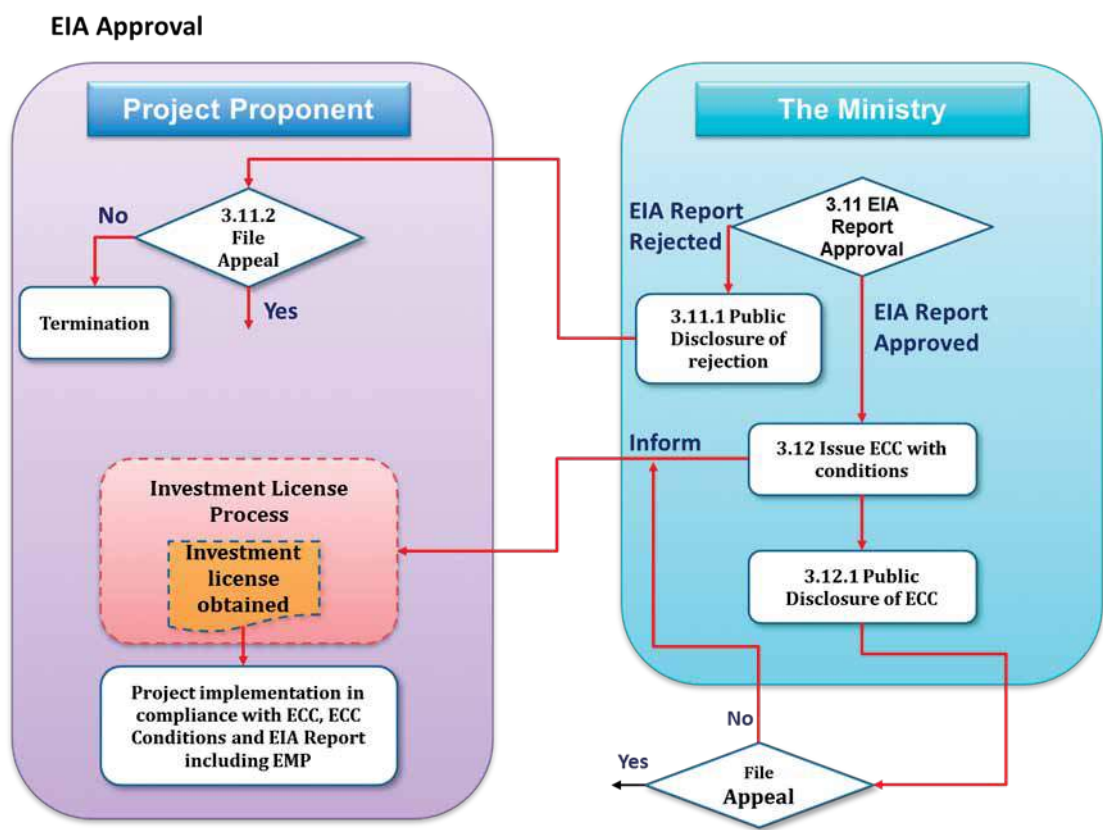 EIA Approval
Project Proponent
3.11.2
File
Appeal
No
Yes
Termination
Investment License
Process
Investment
license
obtained
Project implementation in
compliance with ECC, ECC
Conditions and EIA Report
including EMP
The Ministry
3.11 EIA
Report
Approval
EIA Report
Rejected
3.11.1 Public
Disclosure of
rejection
EIA Report
Approved
Inform
3.12 Issue ECC with
conditions
3.12.1 Public
Disclosure of ECC
No
Yes
File
Appeal